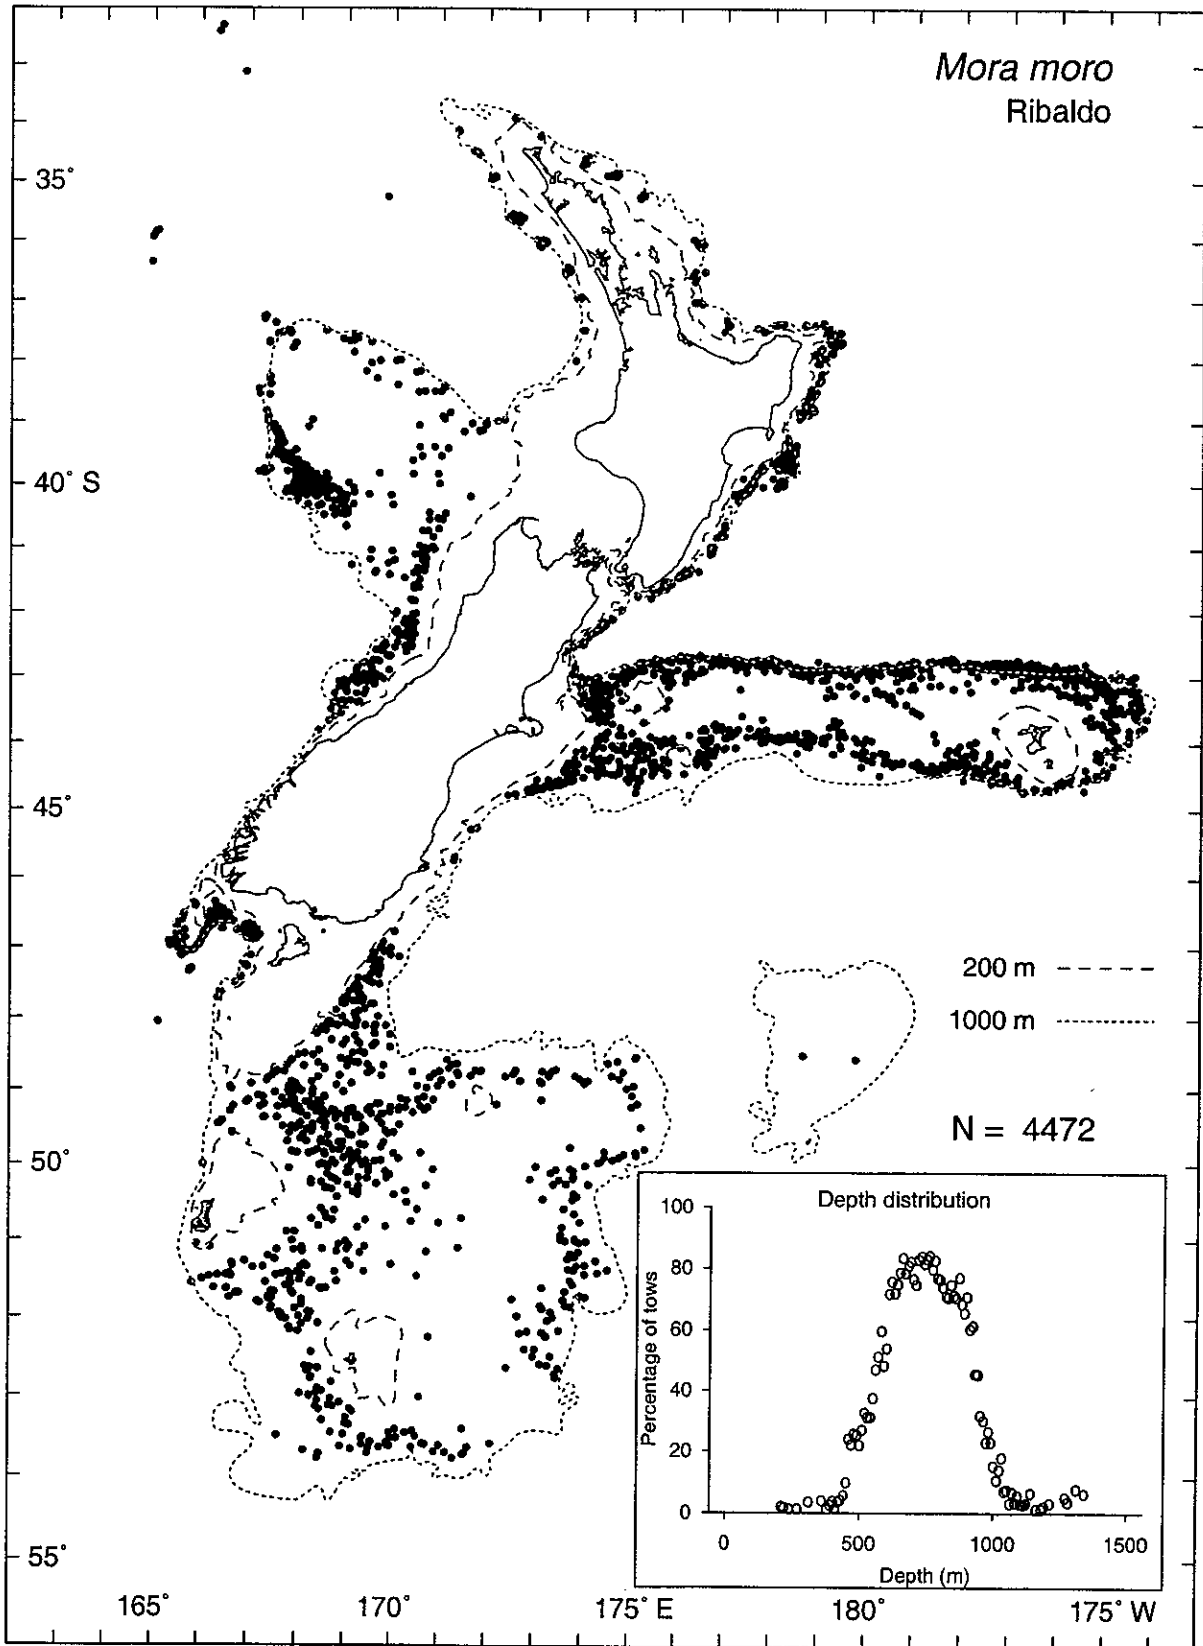 Mora moro
Ribaldo
35°
40° S
45°
50°
55°
165°
170°
175° E
180°
175° W
200 m
1000 m
N = 4472
Depth distribution
Percentage of tows
100
80
60
40
20
0
0
500
1000
1500
Depth (m)